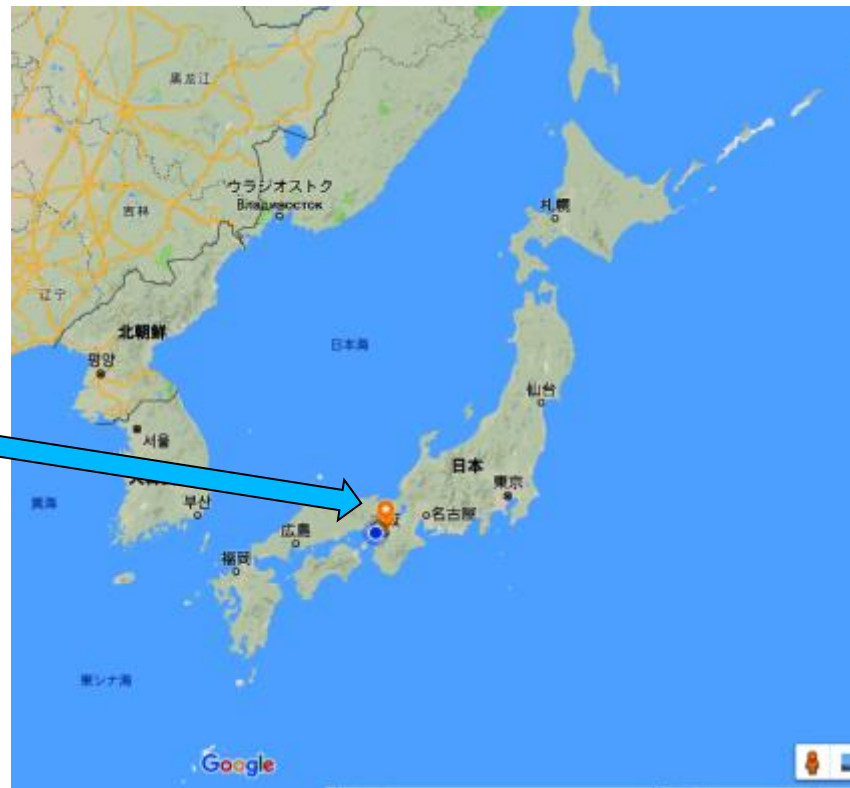 黒龙江
ウラジオストク
Владивосток
吉林
札幌
辽宁
北朝鮮
日本海
평양
仙台
서울
日本
東京
黄海
부산
名古屋
広島
福岡
東シナ海
Google